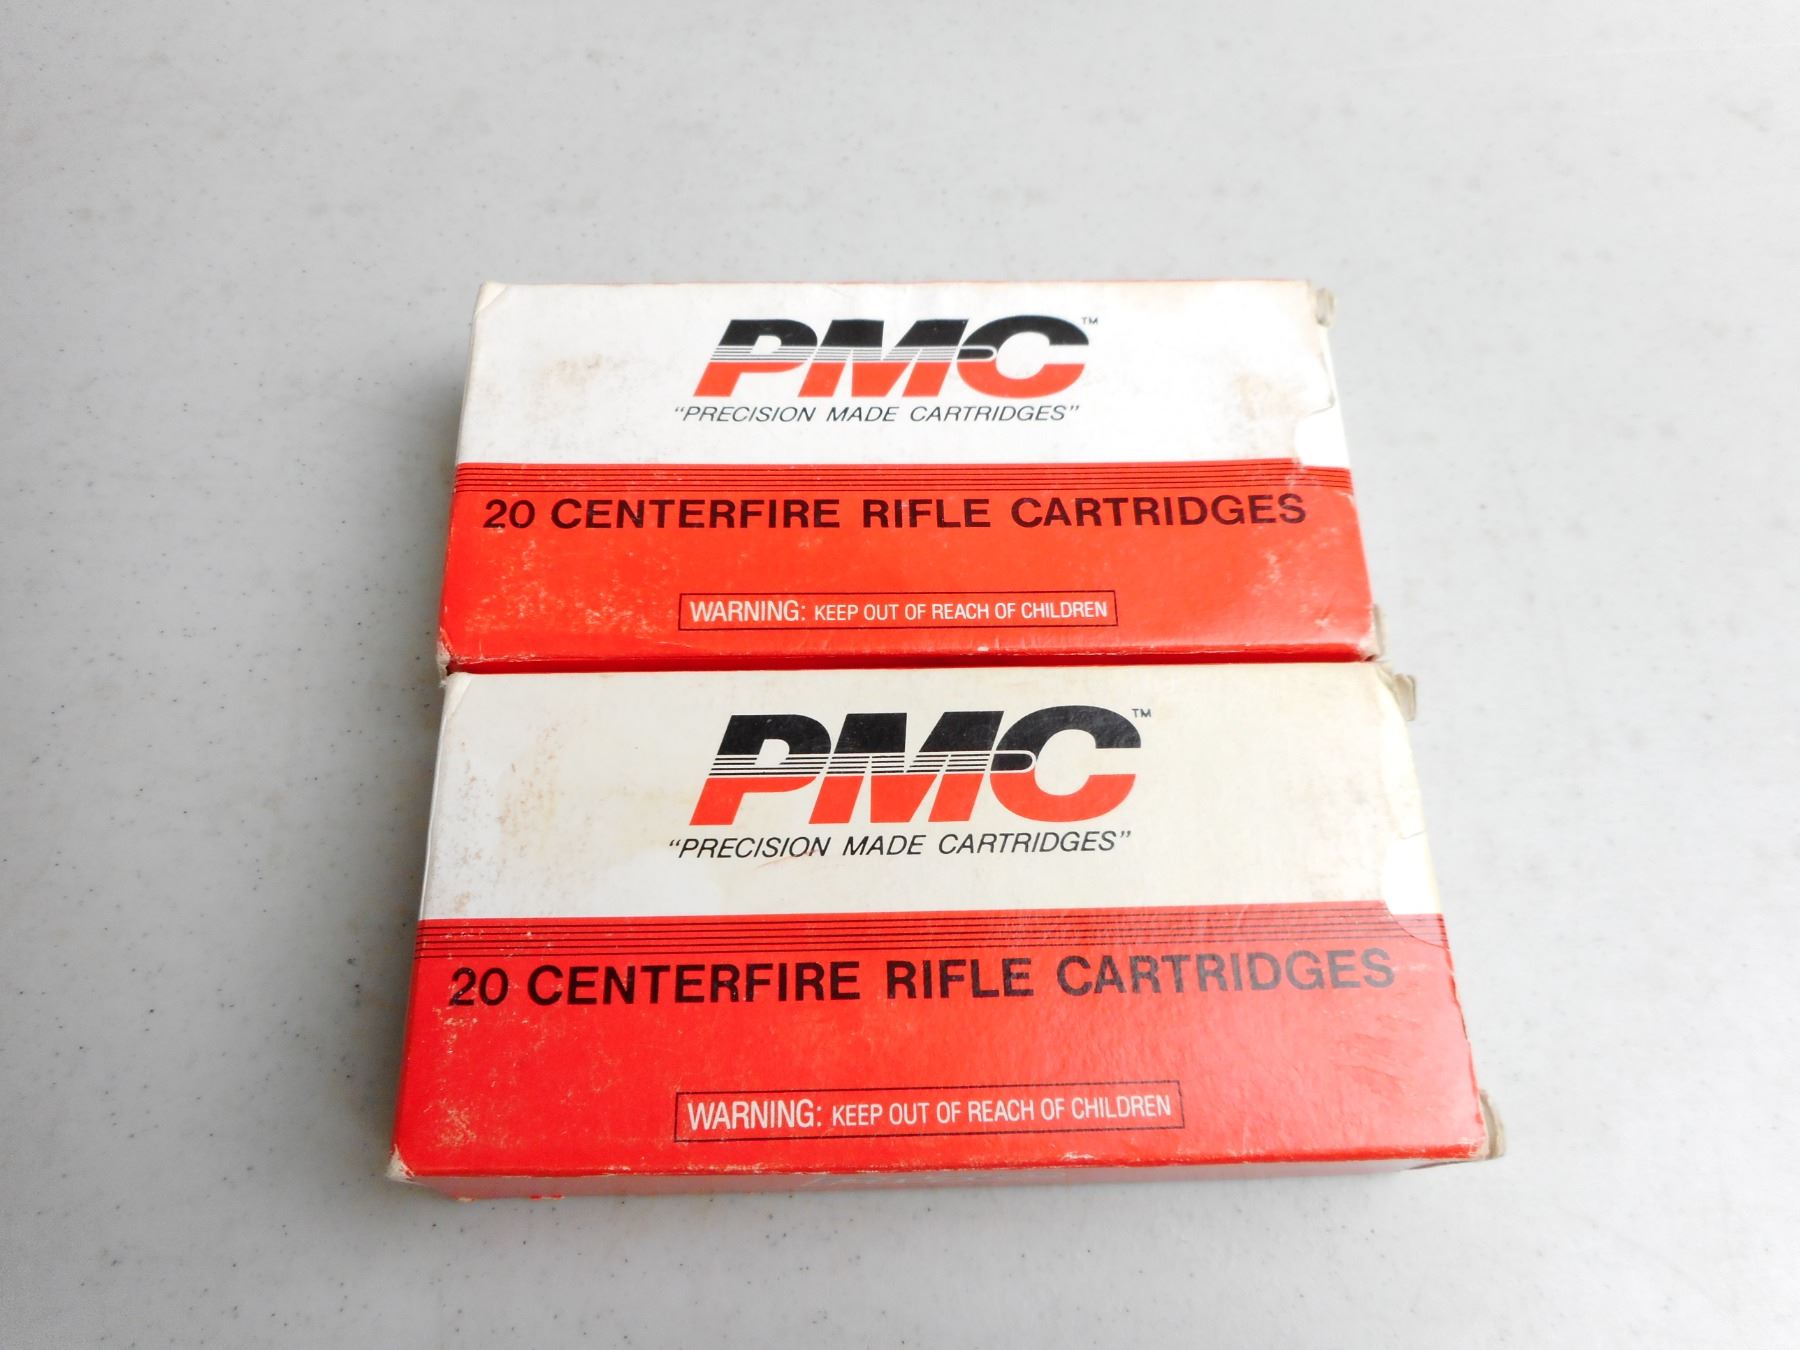 PMC™
"PRECISION MADE CARTRIDGES"
20 CENTERFIRE RIFLE CARTRIDGES
WARNING: KEEP OUT OF REACH OF CHILDREN
PMC™
"PRECISION MADE CARTRIDGES"
20 CENTERFIRE RIFLE CARTRIDGES
WARNING: KEEP OUT OF REACH OF CHILDREN